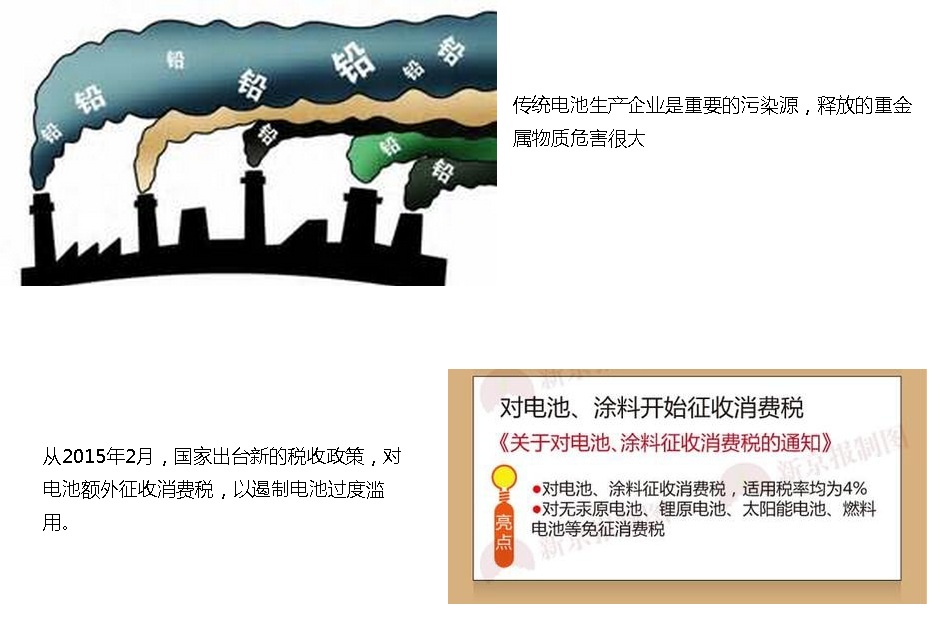 铅
铅
铅
铅
铅
铅
铅
铅
铅
铅
传统电池生产企业是重要的污染源，释放的重金
属物质危害很大
从2015年2月，国家出台新的税收政策，对
电池额外征收消费税，以遏制电池过度滥
用。
对电池、涂料开始征收消费税
《关于对电池、涂料征收消费税的通知》
亮点
●对电池、涂料征收消费税，适用税率均为4%
●对无汞原电池、锂原电池、太阳能电池、燃料
电池等免征消费税
新京报制图